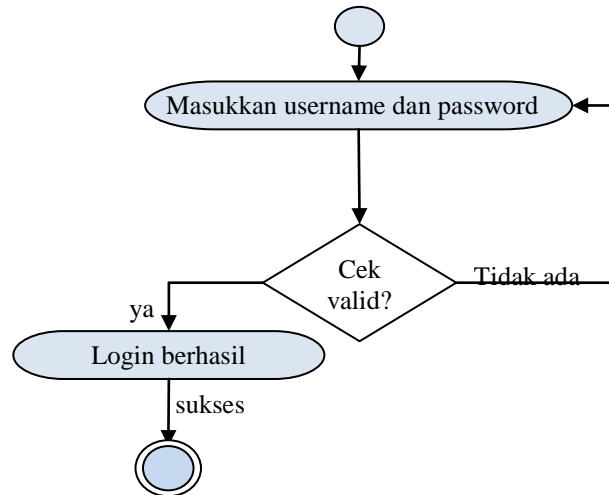 Masukkan username dan password
Cek
valid?
Tidak ada
ya
Login berhasil
sukses